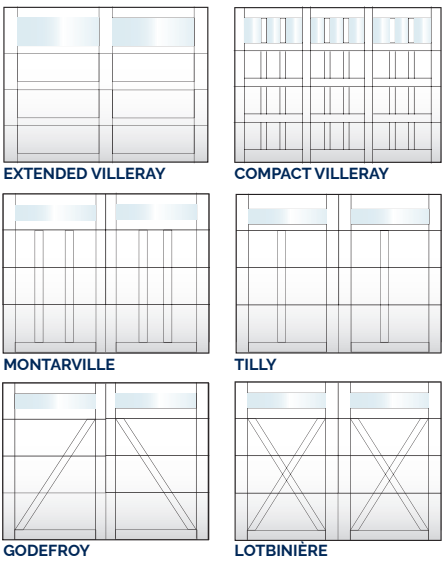 EXTENDED VILLERAY
COMPACT VILLERAY
MONTARVILLE
TILLY
GODEFROY
LOTBINIÈRE